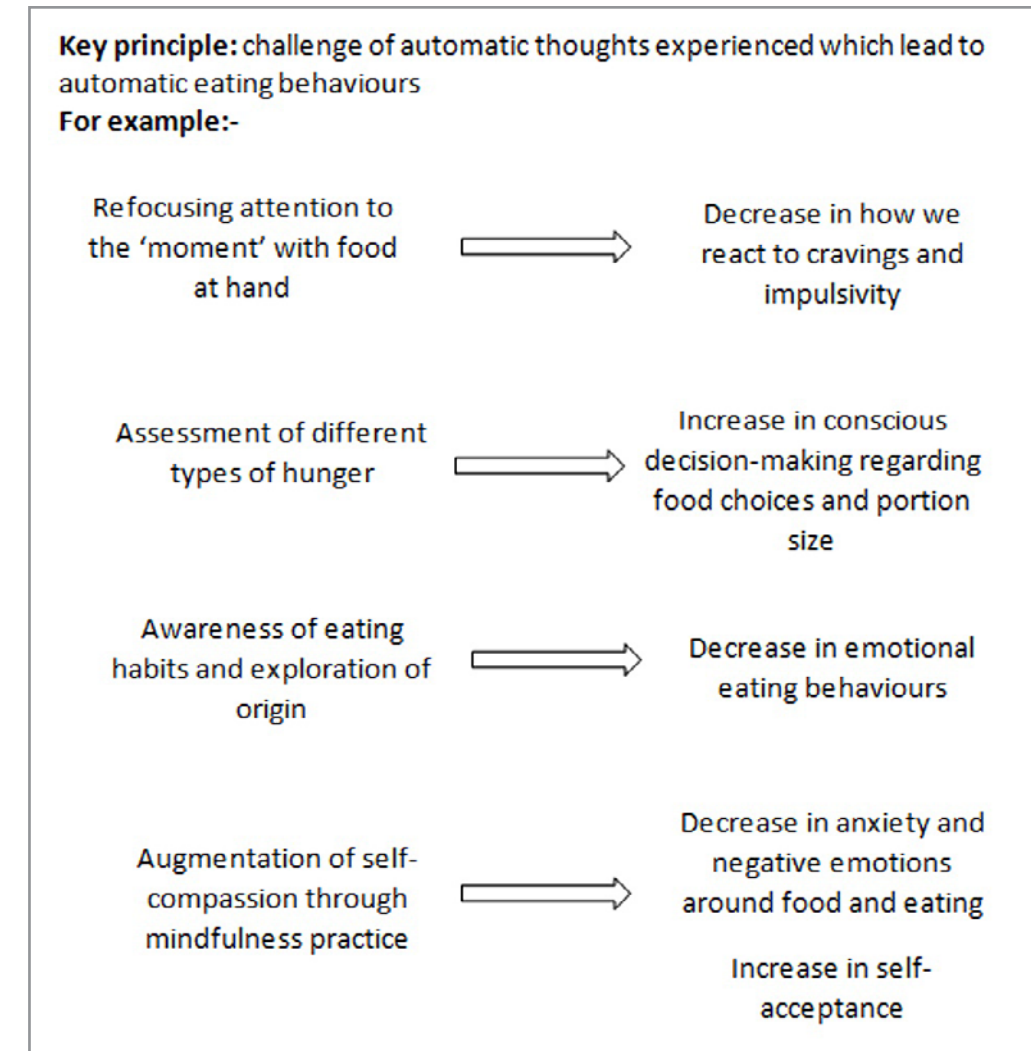 Key principle: challenge of automatic thoughts experienced which lead to
automatic eating behaviours
For example:-
Refocusing attention to
the ‘moment’ with food
at hand
Decrease in how we
react to cravings and
impulsivity
Assessment of different
types of hunger
Increase in conscious
decision-making regarding
food choices and portion
size
Awareness of eating
habits and exploration of
origin
Decrease in emotional
eating behaviours
Augmentation of self-
compassion through
mindfulness practice
Decrease in anxiety and
negative emotions
around food and eating
Increase in self-
acceptance